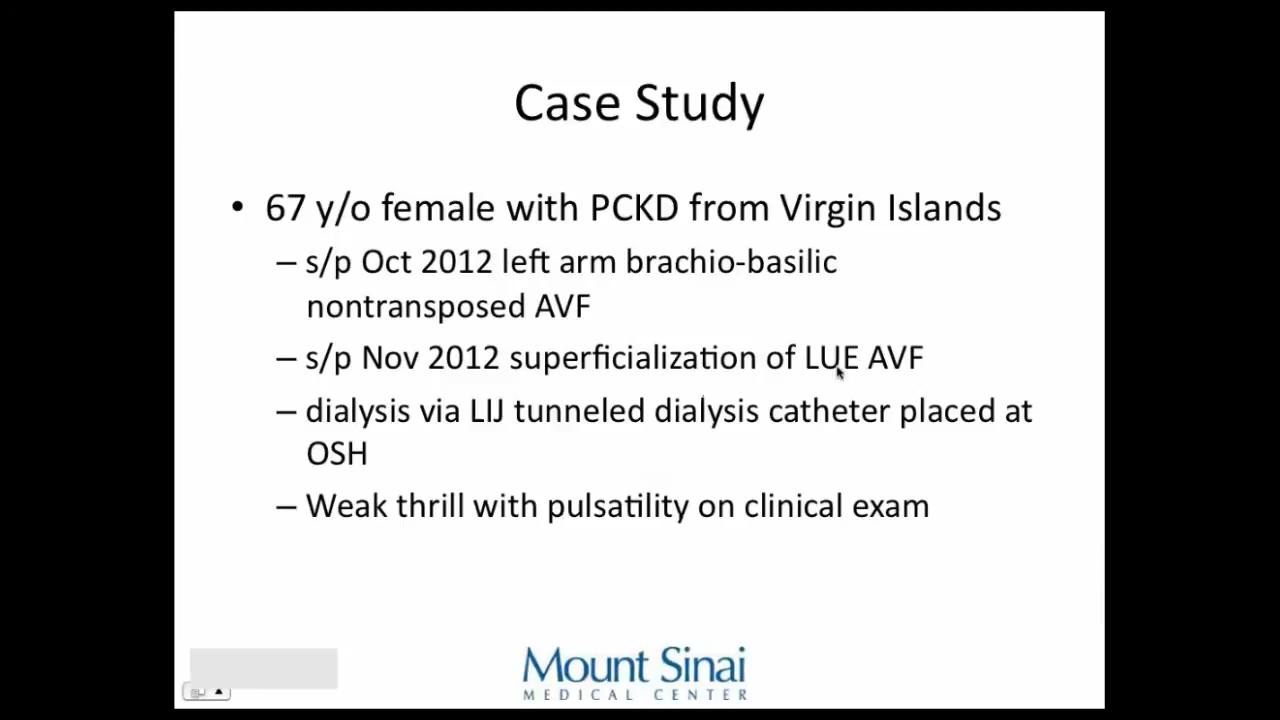 Case Study
• 67 y/o female with PCKD from Virgin Islands
– s/p Oct 2012 left arm brachio-basilic
nontransposed AVF
– s/p Nov 2012 superficialization of LUE AVF
– dialysis via LIJ tunneled dialysis catheter placed at
OSH
– Weak thrill with pulsatility on clinical exam
Mount Sinai
MEDICAL CENTER